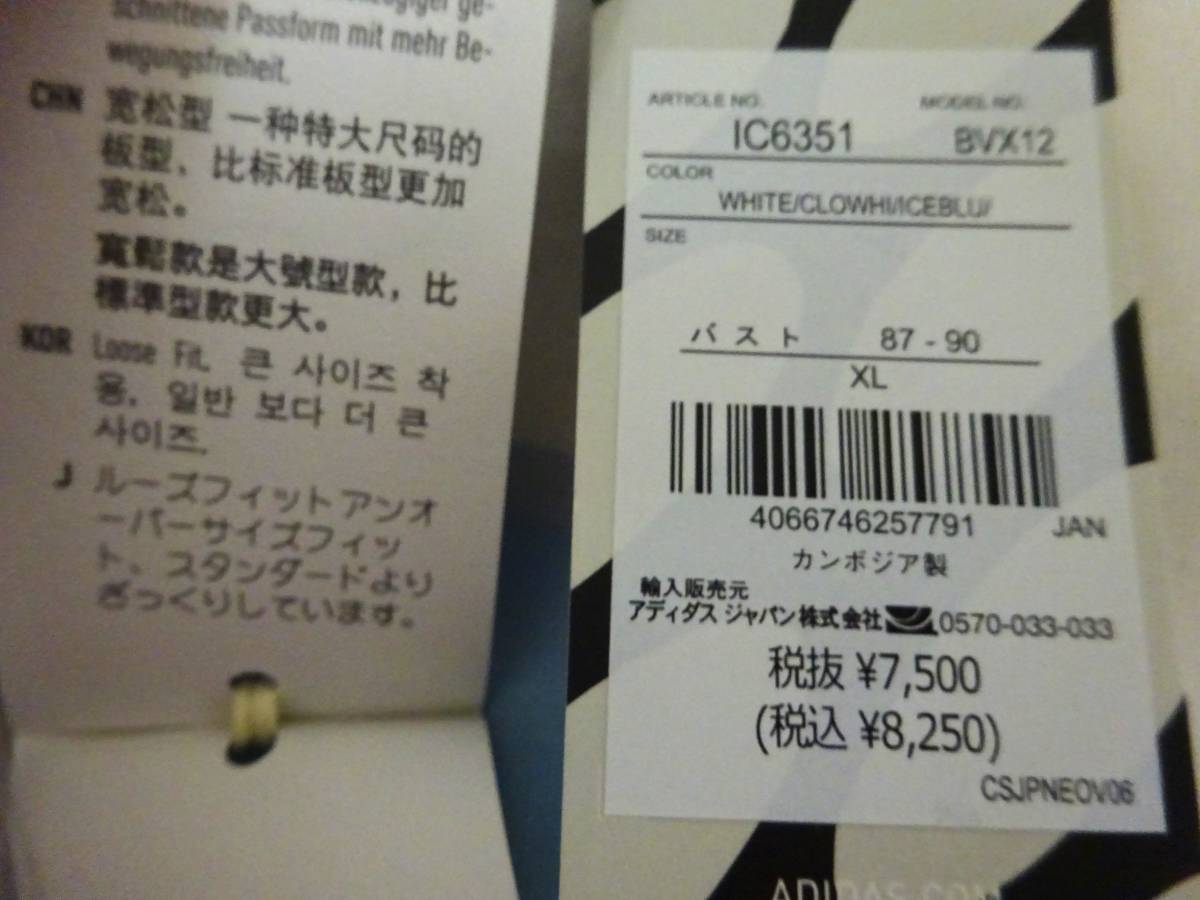 schnittene Passform mit mehr Be-
wegungsfreiheit.
CHN 宽松型 一种特大尺码的
板型，比标准板型更加
宽松。
寬鬆款是大號型款，比
標準型款更大。
KOR Loose Fit. 큰 사이즈 착
용. 일반 보다 더 큰
사이즈.
J ルーズフィットアンオ
ーバーサイズフィッ
ト、スタンダードより
ざっくりしています。
ARTICLE NO. MODEL NO.
IC6351 BVX12
COLOR
WHITE/CLOWHI/ICEBLU/
SIZE
バスト 87 - 90
XL
4066746257791 JAN
カンボジア製
輸入販売元
アディダス ジャパン株式会社 0570-033-033
税抜 ¥7,500
(税込 ¥8,250)
CSJPNEOV06
ADIDAS.COM